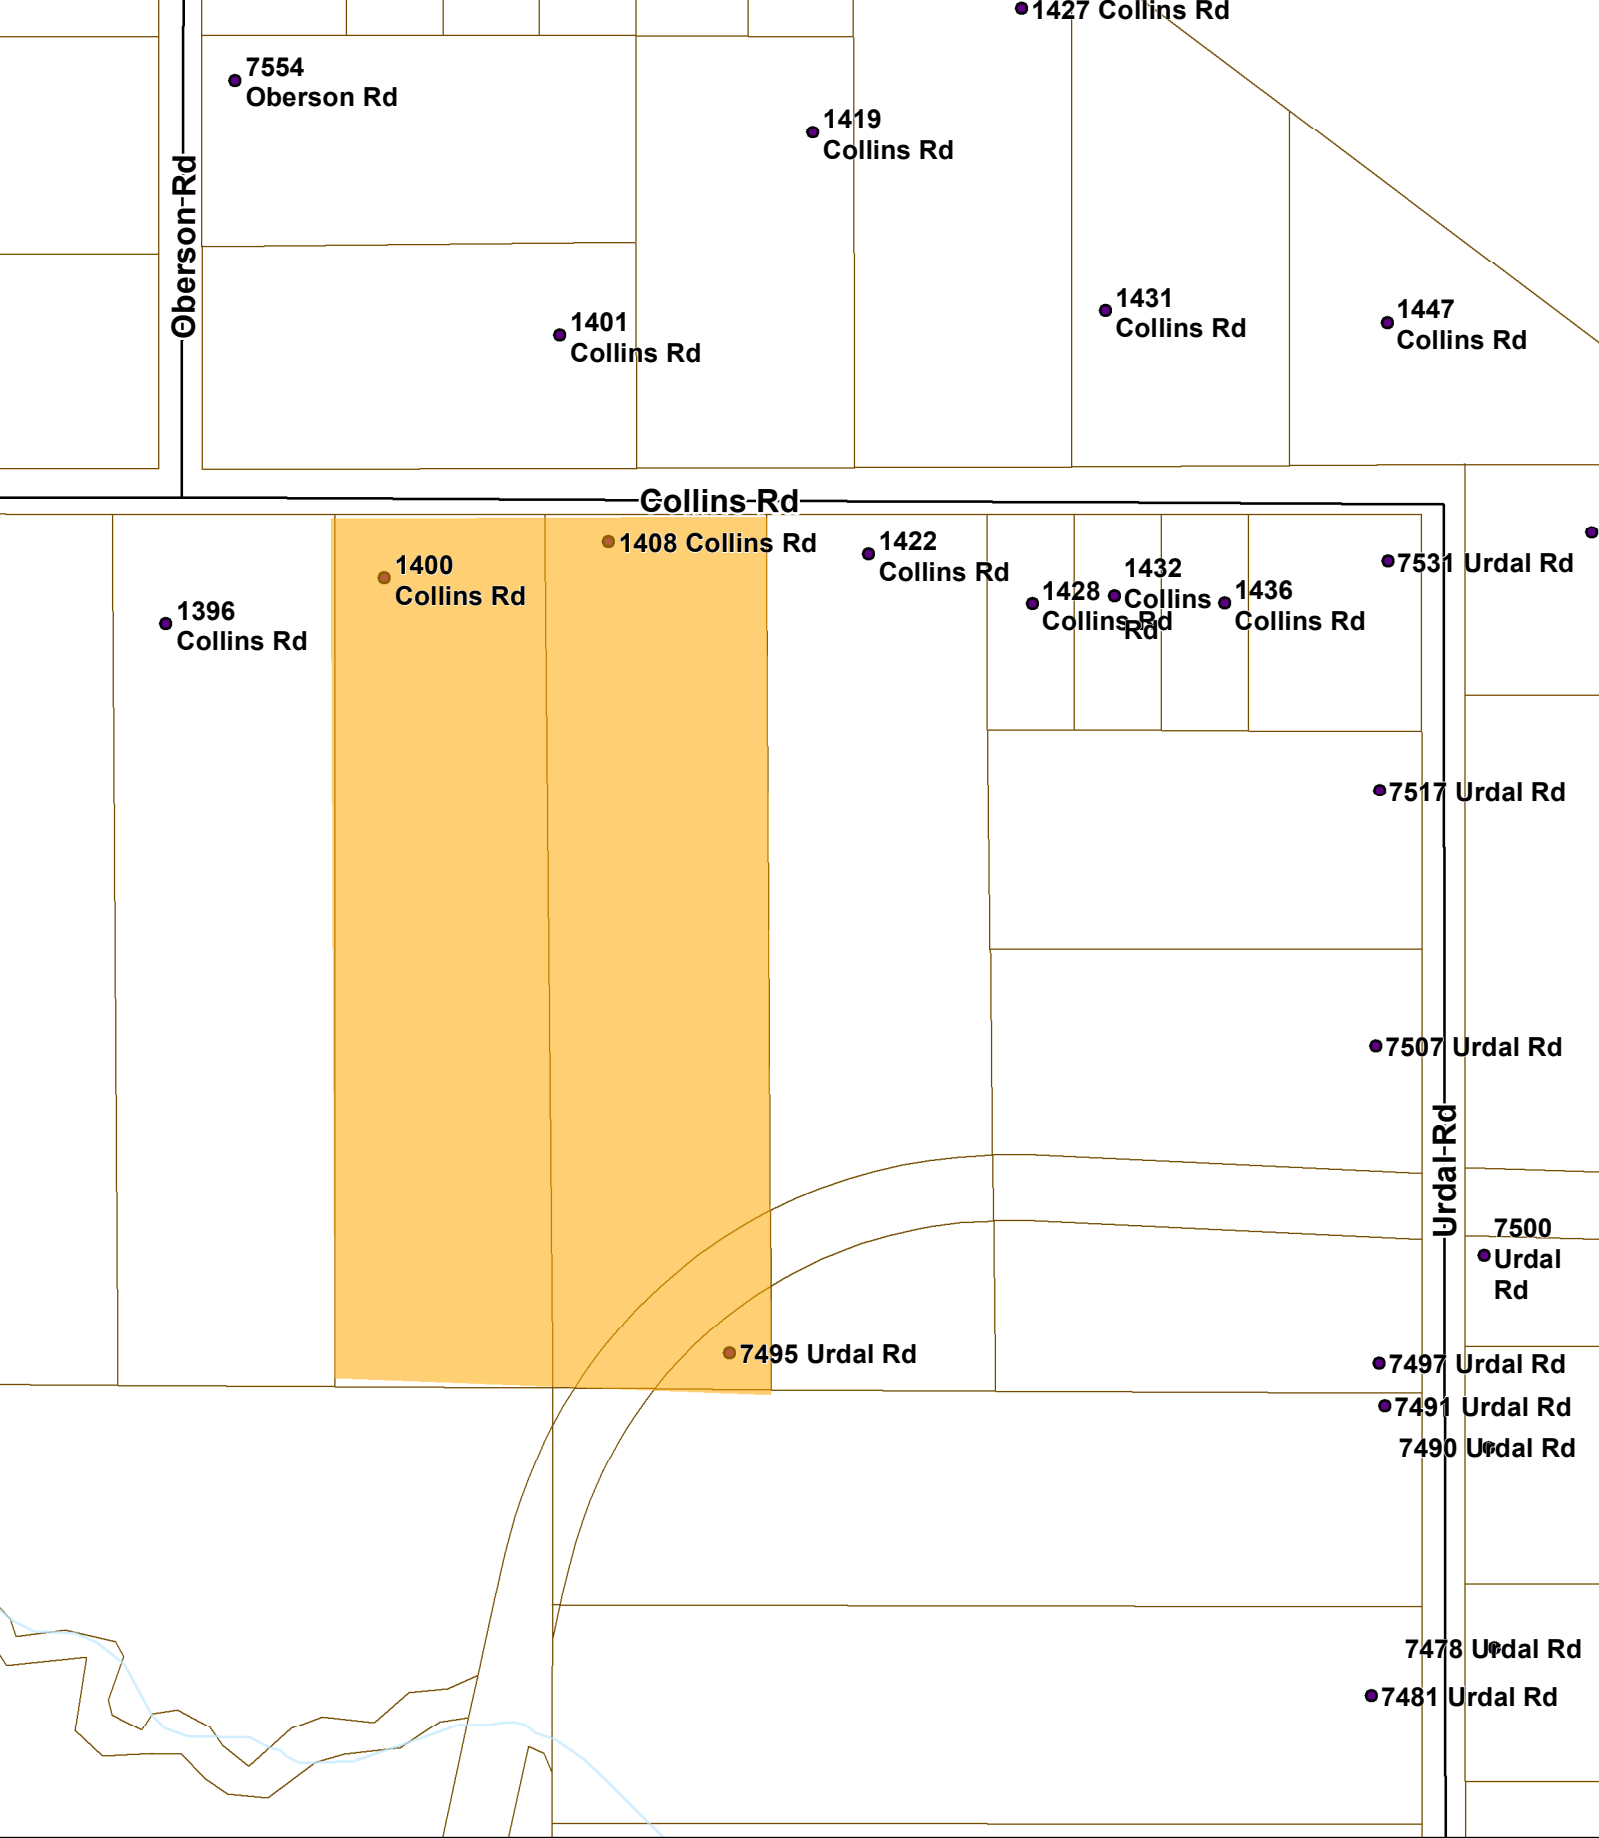 1427 Collins Rd
7554
Oberson Rd
1419
Collins Rd
Oberson Rd
1431
Collins Rd
1447
Collins Rd
1401
Collins Rd
Collins Rd
1408 Collins Rd
1422
Collins Rd
1400
Collins Rd
7531 Urdal Rd
1396
Collins Rd
1428
Collins Rd
1432
Collins
Rd
1436
Collins Rd
7517 Urdal Rd
7507 Urdal Rd
Urdal Rd
7500
Urdal
Rd
7495 Urdal Rd
7497 Urdal Rd
7491 Urdal Rd
7490 Urdal Rd
7478 Urdal Rd
7481 Urdal Rd